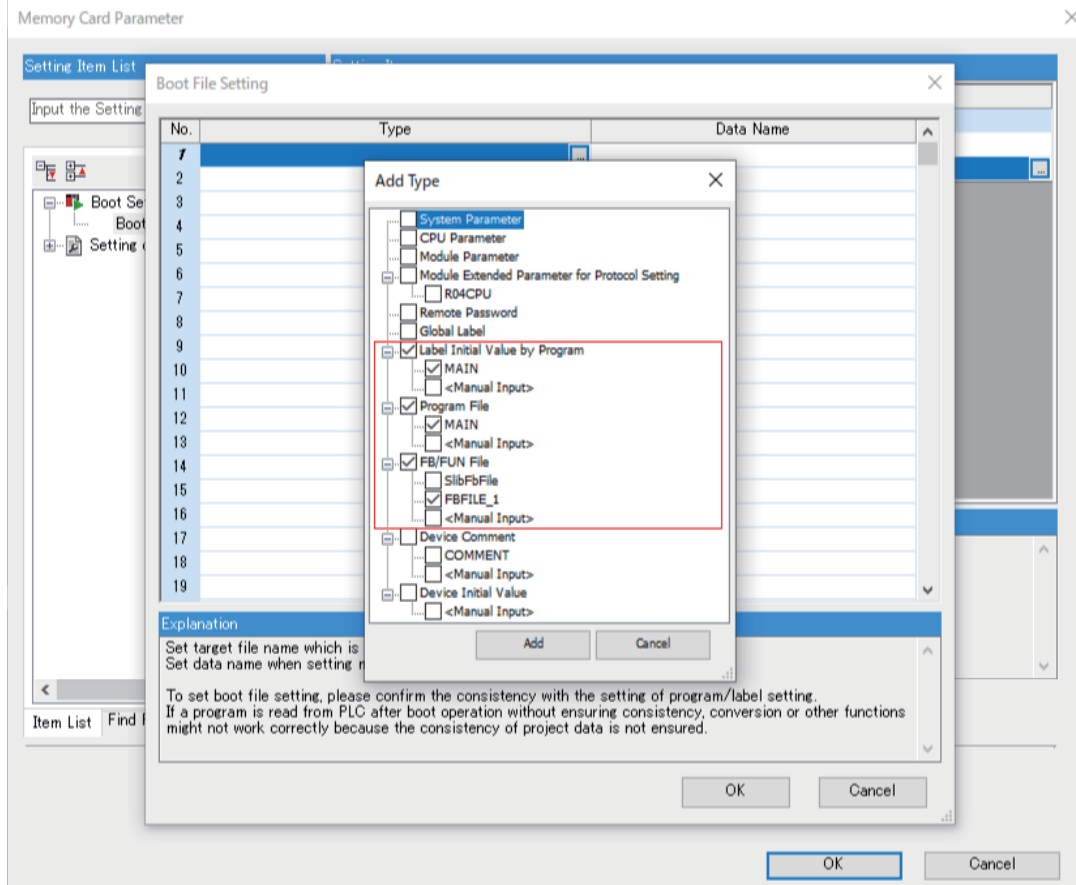 Memory Card Parameter
Setting Item List
Input the Setting
Boot Se
Boot
Setting
Item List
Find
Boot File Setting
No. Type Data Name
1 ...
2
3
4
5
6
7
8
9
10
11
12
13
14
15
16
17
18
19
Add Type
System Parameter
CPU Parameter
Module Parameter
Module Extended Parameter for Protocol Setting
R04CPU
Remote Password
Global Label
Label Initial Value by Program
MAIN
<Manual Input>
Program File
MAIN
<Manual Input>
FB/FUN File
SlibFbFile
FBFILE_1
<Manual Input>
Device Comment
COMMENT
<Manual Input>
Device Initial Value
<Manual Input>
Add Cancel
Explanation
Set target file name which is
Set data name when setting
To set boot file setting, please confirm the consistency with the setting of program/label setting.
If a program is read from PLC after boot operation without ensuring consistency, conversion or other functions
might not work correctly because the consistency of project data is not ensured.
OK Cancel
OK Cancel